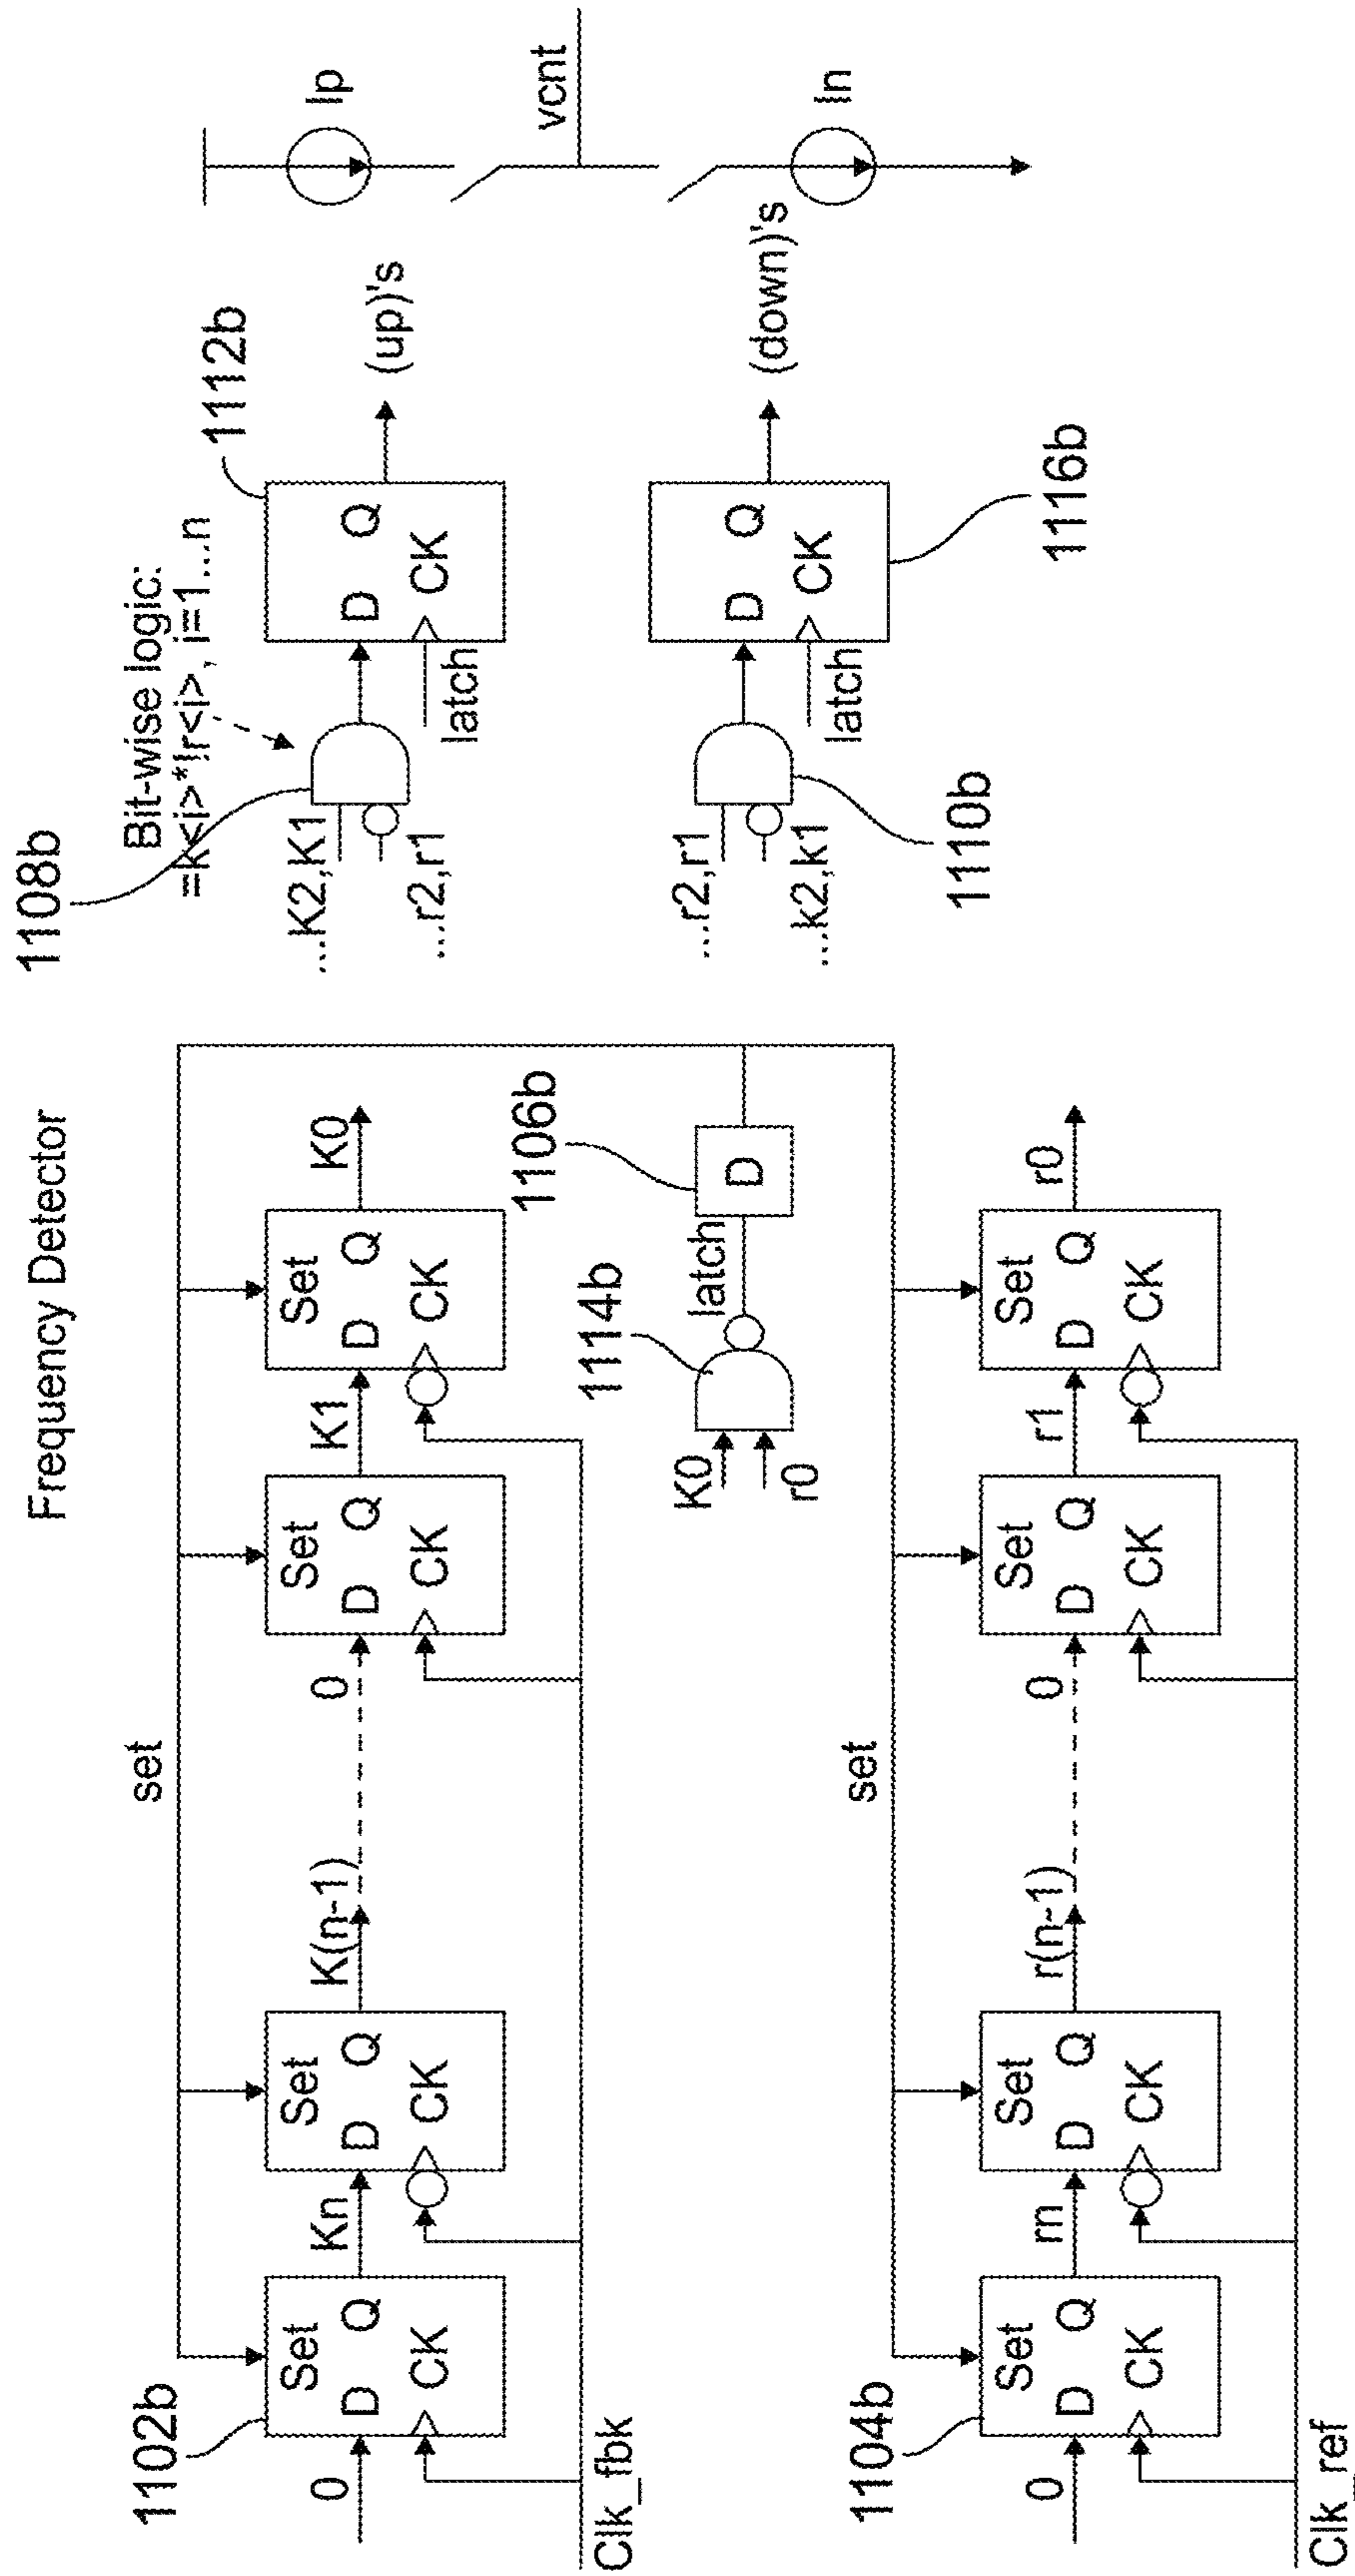 Frequency Detector
set
1102b
0
Set
D Q
CK
Kn
Set
D Q
CK
K(n-1)
0
Set
D Q
CK
K1
Set
D Q
CK
K0
Clk_fbk
K0
r0
1114b
latch
D
1106b
set
1104b
0
Set
D Q
CK
rn
Set
D Q
CK
r(n-1)
0
Set
D Q
CK
r1
Set
D Q
CK
r0
Clk_ref
1108b
Bit-wise logic:
=k<i>*!r<i>, i=1...n
...K2,K1
...r2,r1
D Q
CK
latch
1112b
(up)'s
...r2,r1
...k2,k1
1110b
D Q
CK
latch
1116b
(down)'s
Ip
vcnt
In